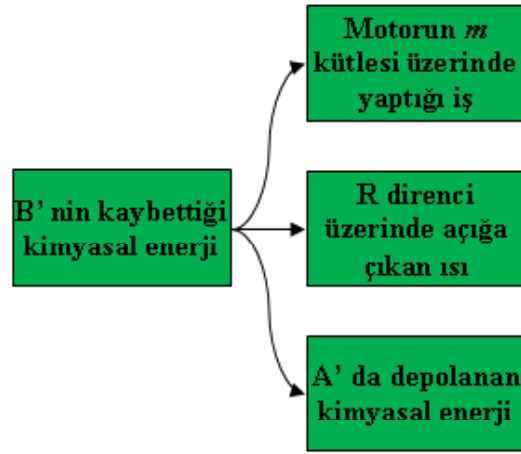 Motorun m
kütlesi üzerinde
yaptığı iş
B' nin kaybettiği
kimyasal enerji
R direnci
üzerinde açığa
çıkan ısı
A' da depolanan
kimyasal enerji